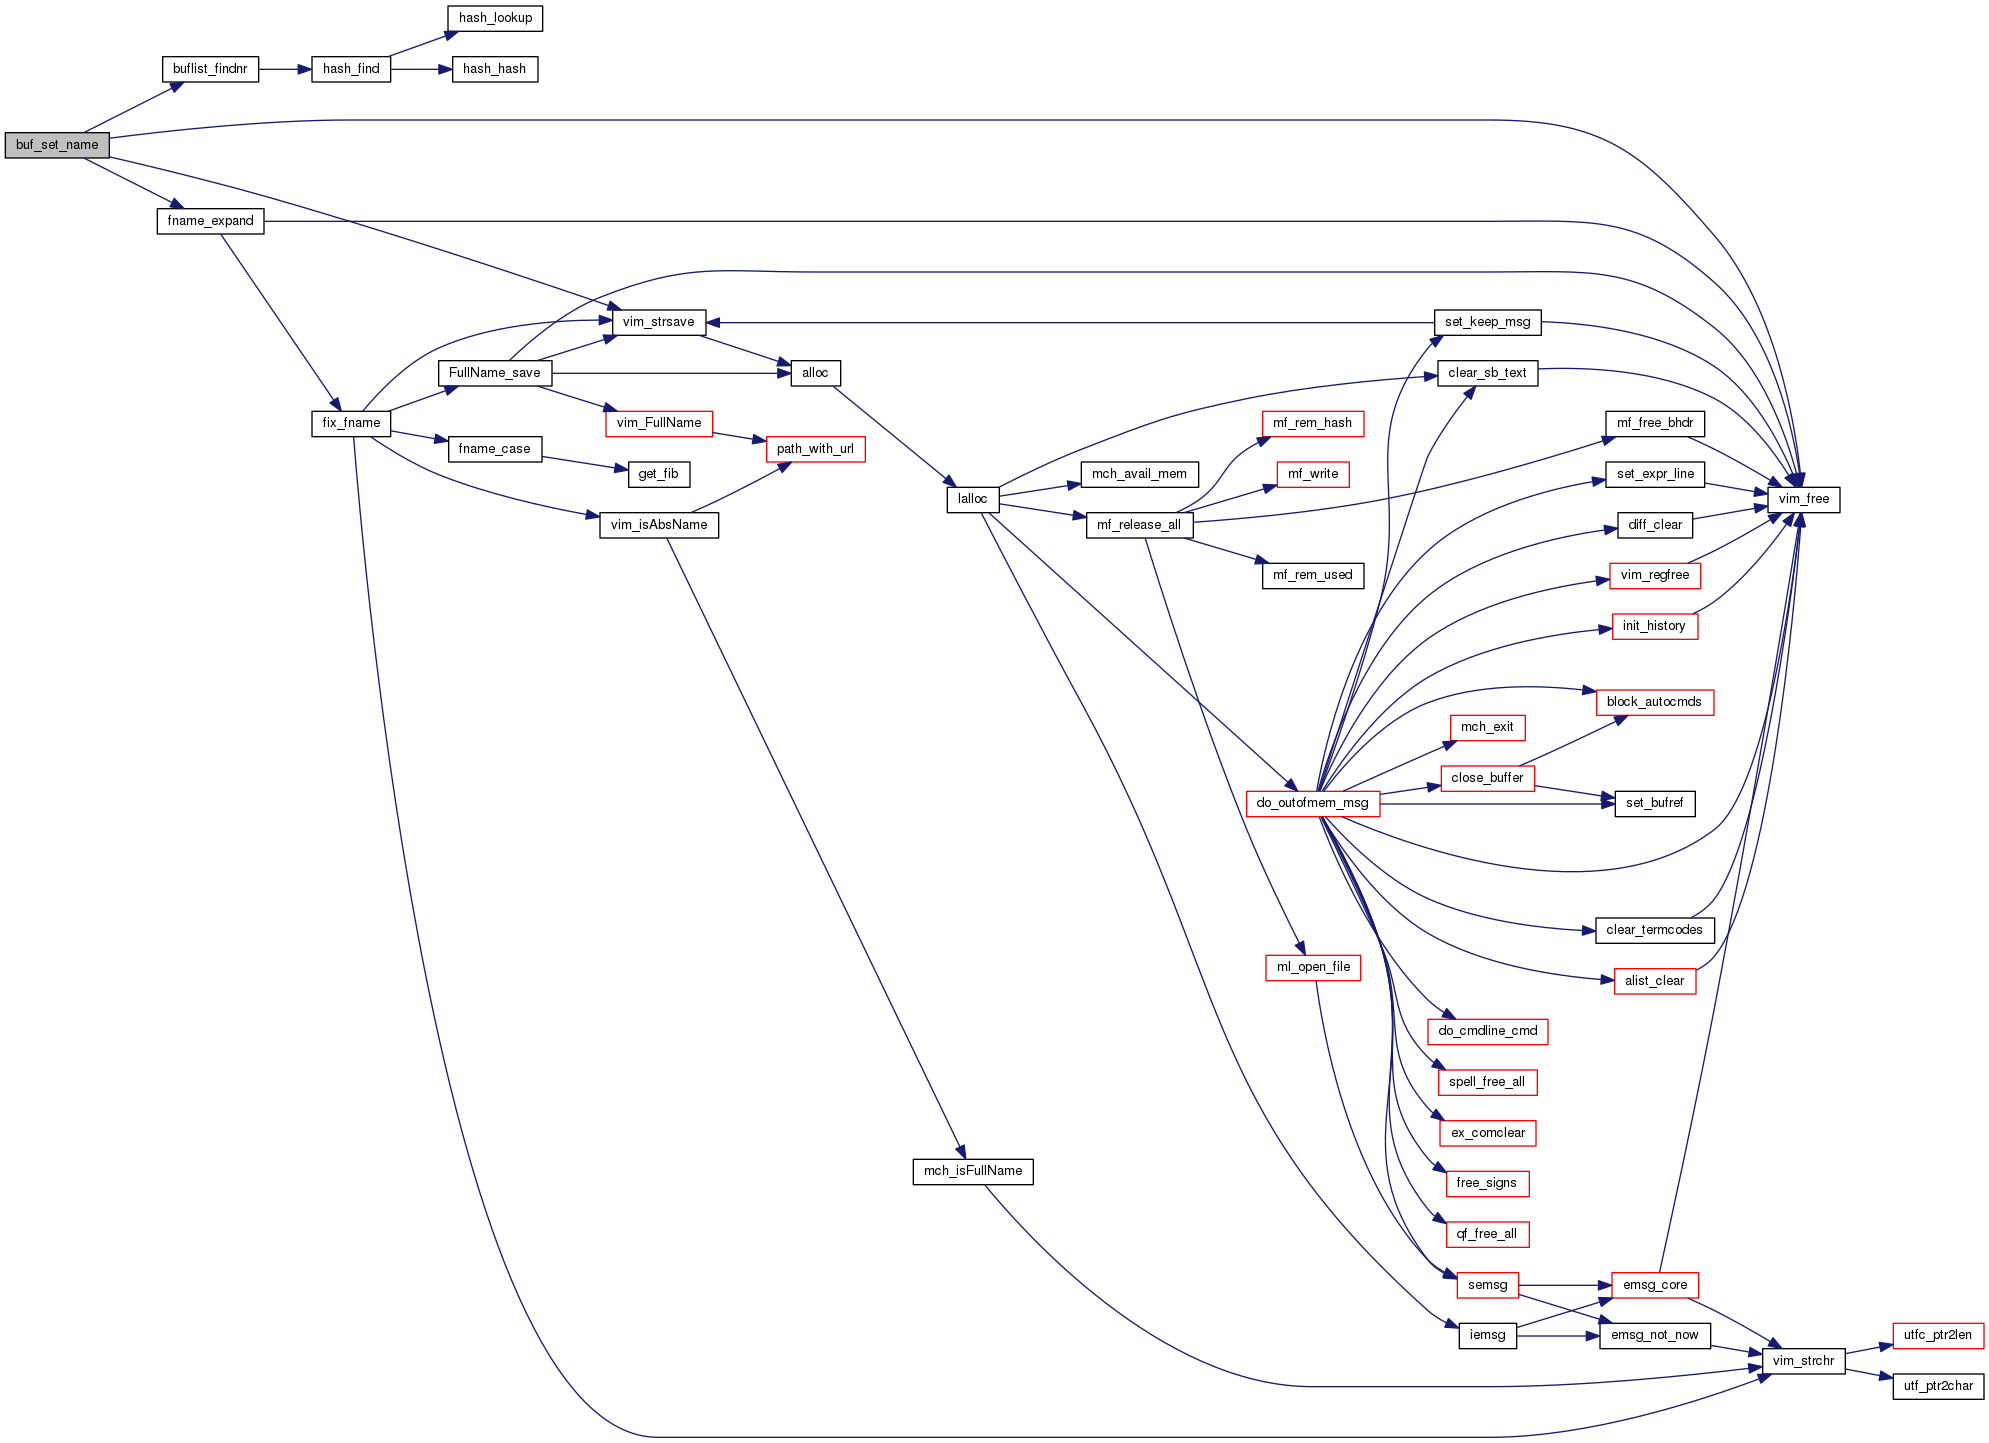 hash_lookup
buflist_findnr
hash_find
hash_hash
buf_set_name
fname_expand
vim_strsave
set_keep_msg
FullName_save
alloc
clear_sb_text
fix_fname
vim_FullName
mf_rem_hash
mf_free_bhdr
fname_case
path_with_url
get_fib
mch_avail_mem
mf_write
set_expr_line
lalloc
vim_free
vim_isAbsName
mf_release_all
diff_clear
mf_rem_used
vim_regfree
init_history
block_autocmds
mch_exit
close_buffer
do_outofmem_msg
set_bufref
clear_termcodes
ml_open_file
alist_clear
do_cmdline_cmd
spell_free_all
ex_comclear
mch_isFullName
free_signs
qf_free_all
semsg
emsg_core
iemsg
emsg_not_now
utfc_ptr2len
vim_strchr
utf_ptr2char